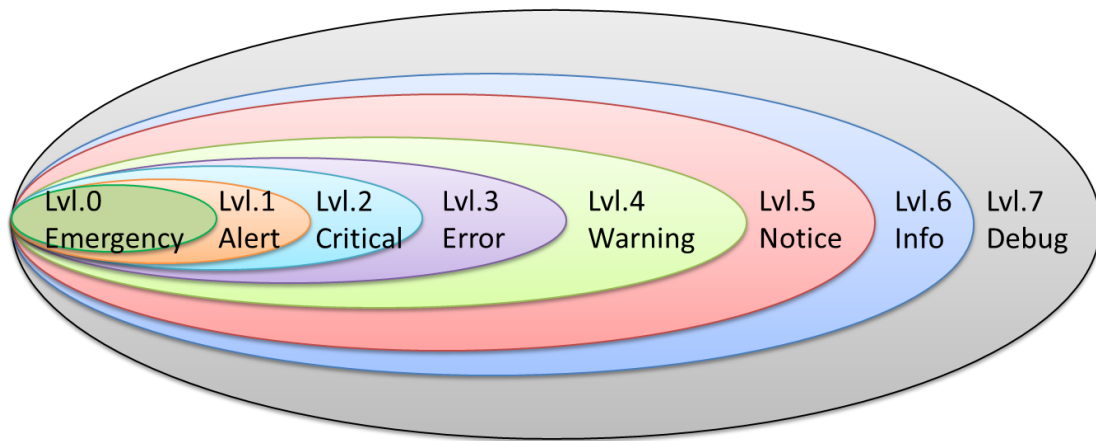 Lvl.0
Emergency
Lvl.1
Alert
Lvl.2
Critical
Lvl.3
Error
Lvl.4
Warning
Lvl.5
Notice
Lvl.6
Info
Lvl.7
Debug